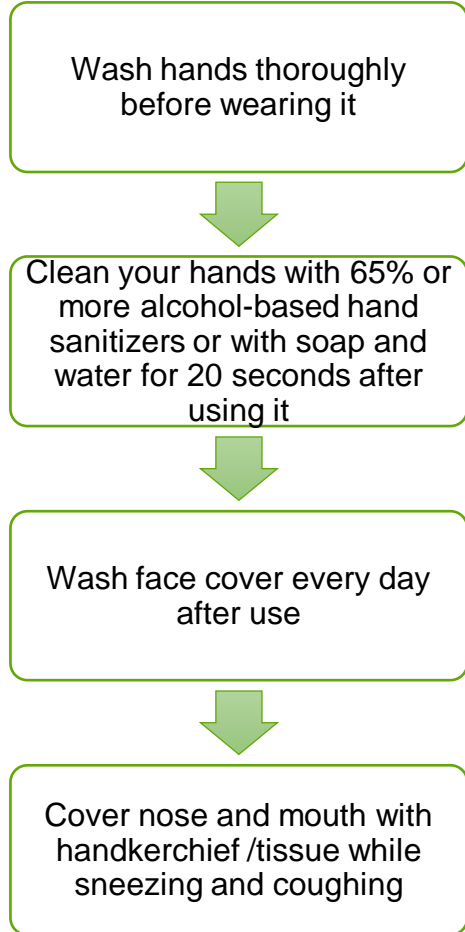 Wash hands thoroughly
before wearing it
Clean your hands with 65% or
more alcohol-based hand
sanitizers or with soap and
water for 20 seconds after
using it
Wash face cover every day
after use
Cover nose and mouth with
handkerchief /tissue while
sneezing and coughing